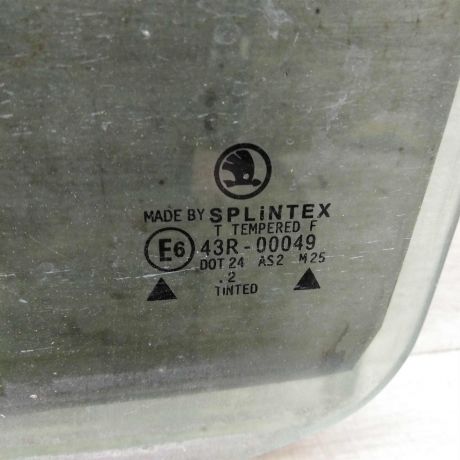 MADE BY SPLiNTEX
T TEMPERED F
E6 43R-00049
DOT 24 AS2 M25
.2
TINTED